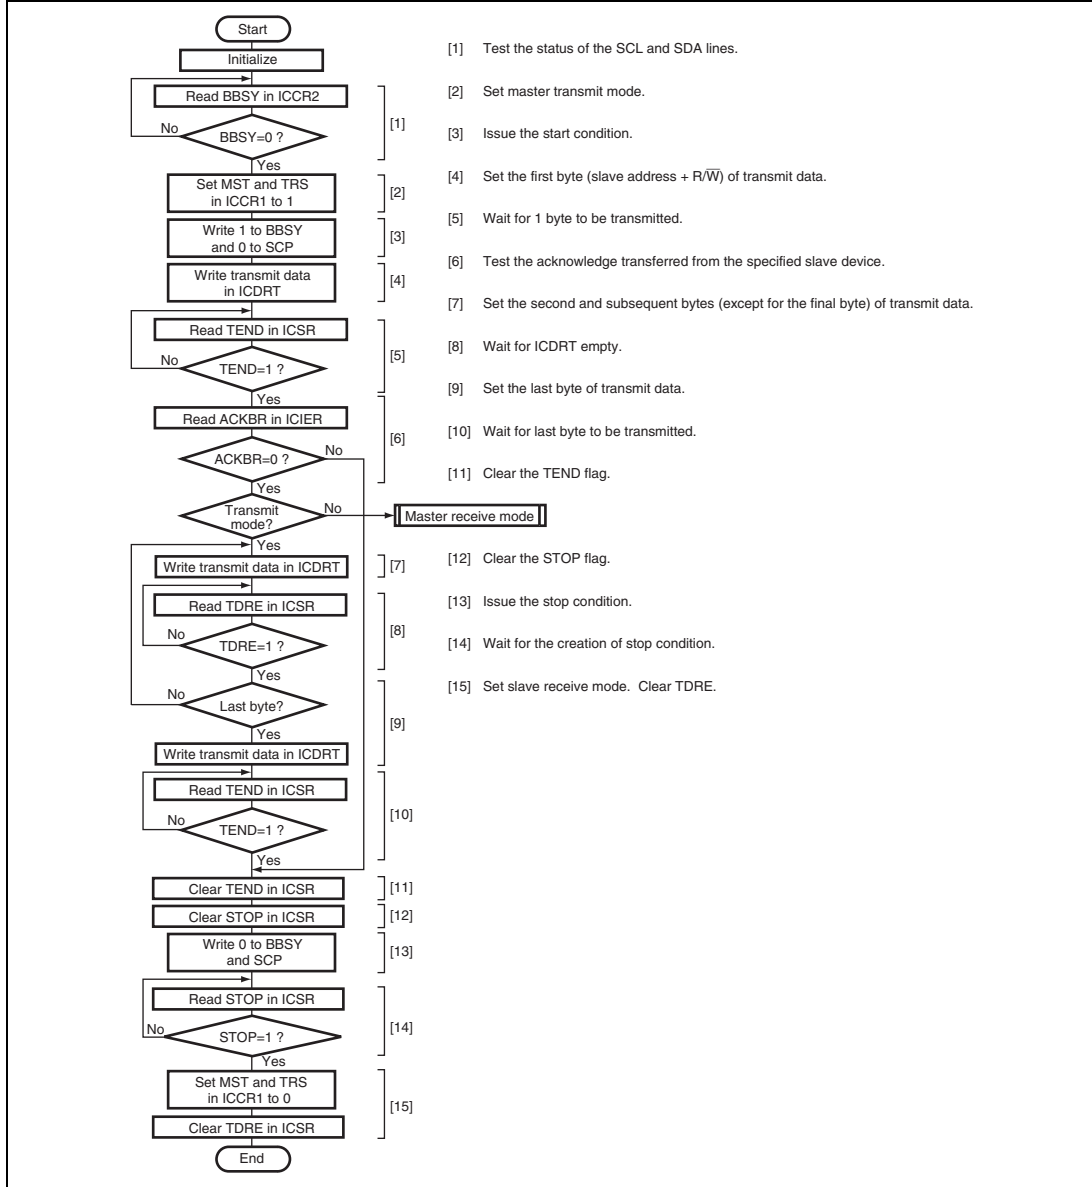 Start
Initialize
Read BBSY in ICCR2
BBSY=0 ?
No
Yes
[1]
Set MST and TRS
in ICCR1 to 1
[2]
Write 1 to BBSY
and 0 to SCP
[3]
Write transmit data
in ICDRT
[4]
Read TEND in ICSR
TEND=1 ?
No
Yes
[5]
Read ACKBR in ICIER
ACKBR=0 ?
No
Yes
[6]
Transmit
mode?
No
Yes
Master receive mode
Write transmit data in ICDRT
[7]
Read TDRE in ICSR
TDRE=1 ?
No
Yes
[8]
Last byte?
No
Yes
[9]
Write transmit data in ICDRT
Read TEND in ICSR
TEND=1 ?
No
Yes
[10]
Clear TEND in ICSR
[11]
Clear STOP in ICSR
[12]
Write 0 to BBSY
and SCP
[13]
Read STOP in ICSR
STOP=1 ?
No
Yes
[14]
Set MST and TRS
in ICCR1 to 0
[15]
Clear TDRE in ICSR
End
[1] Test the status of the SCL and SDA lines.
[2] Set master transmit mode.
[3] Issue the start condition.
[4] Set the first byte (slave address + R/W̅) of transmit data.
[5] Wait for 1 byte to be transmitted.
[6] Test the acknowledge transferred from the specified slave device.
[7] Set the second and subsequent bytes (except for the final byte) of transmit data.
[8] Wait for ICDRT empty.
[9] Set the last byte of transmit data.
[10] Wait for last byte to be transmitted.
[11] Clear the TEND flag.
[12] Clear the STOP flag.
[13] Issue the stop condition.
[14] Wait for the creation of stop condition.
[15] Set slave receive mode. Clear TDRE.